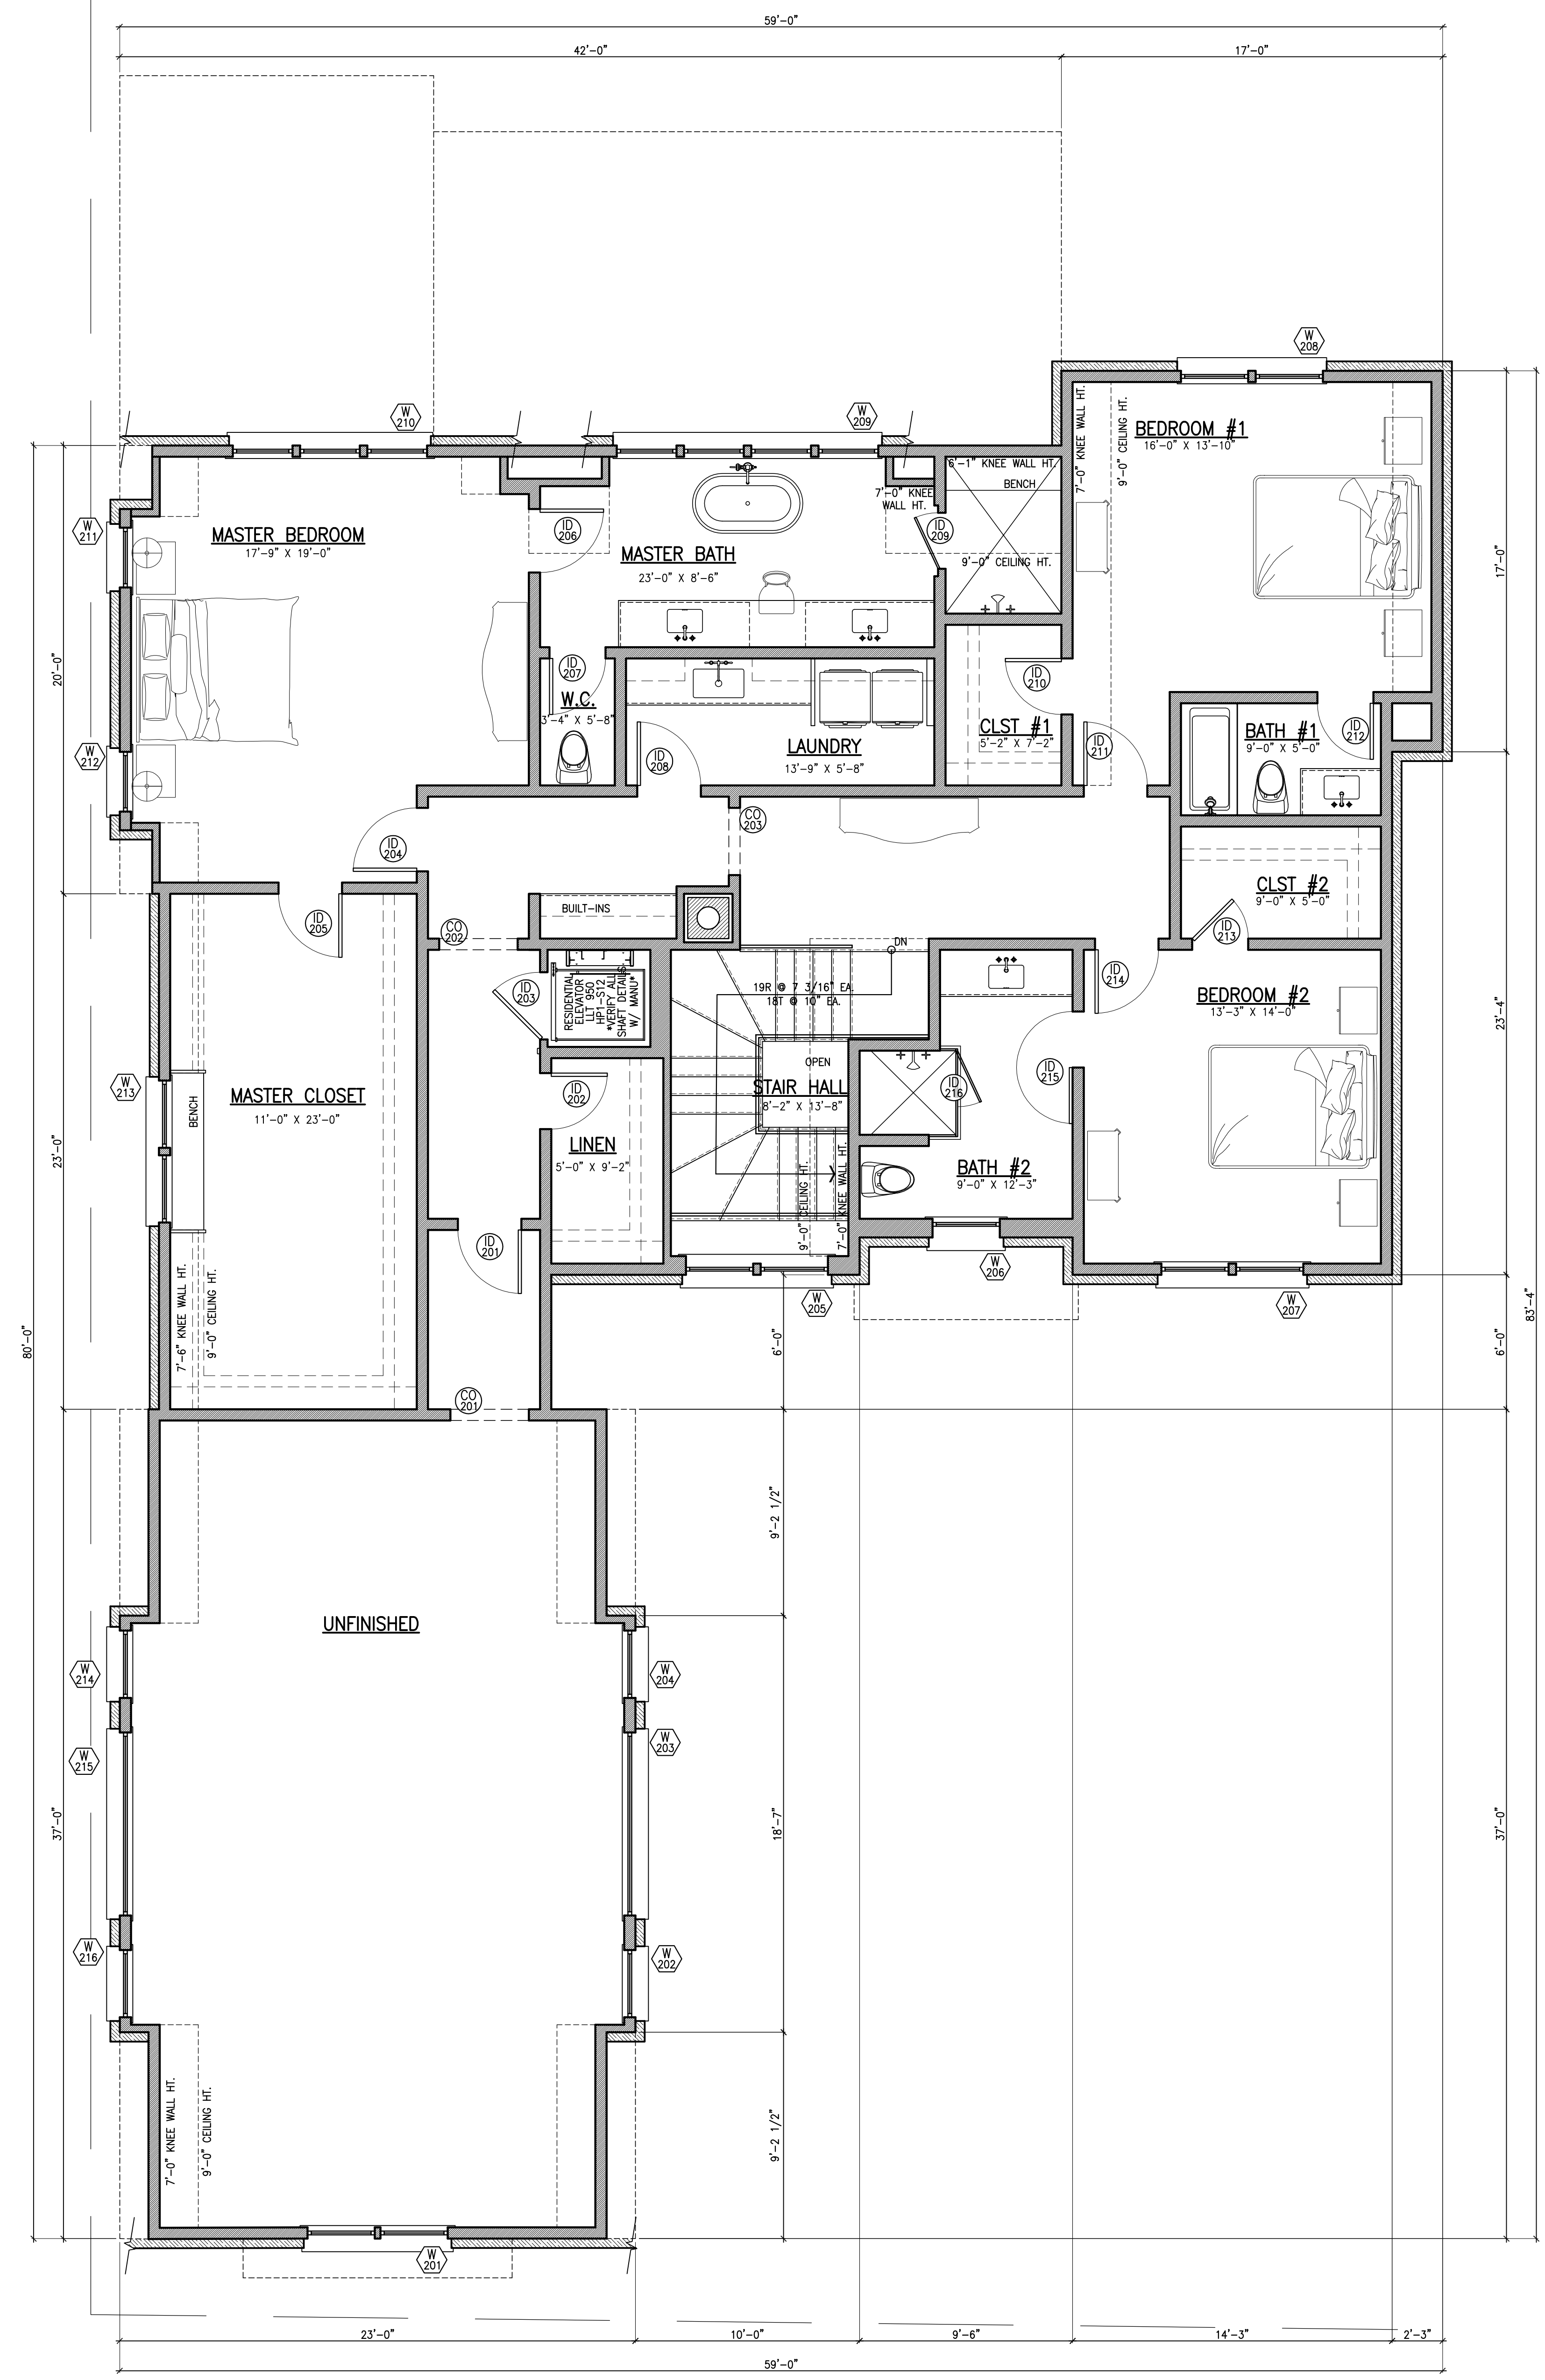 59'-0"
42'-0"
17'-0"
W
208
W
210
W
209
7'-0" KNEE WALL HT.
9'-0" CEILING HT.
BEDROOM #1
16'-0" X 13'-10"
6'-1" KNEE WALL HT.
BENCH
7'-0" KNEE
WALL HT.
W
211
MASTER BEDROOM
17'-9" X 19'-0"
ID
206
MASTER BATH
23'-0" X 8'-6"
ID
209
9'-0" CEILING HT.
17'-0"
20'-0"
ID
207
W.C.
3'-4" X 5'-8"
ID
210
W
212
ID
208
LAUNDRY
13'-9" X 5'-8"
CLST #1
5'-2" X 7'-2"
ID
211
BATH #1
9'-0" X 5'-0"
ID
212
CO
203
ID
204
CLST #2
9'-0" X 5'-0"
ID
205
BUILT-INS
CO
202
DN
ID
213
ID
214
ID
203
RESIDENTIAL
ELEVATOR
LLT 950
HP1-S12
*VERIFY ALL
SHAFT DETAILS
W/ MANU*
19R @ 7 3/16" EA.
18T @ 10" EA.
BEDROOM #2
13'-3" X 14'-0"
23'-4"
W
213
MASTER CLOSET
11'-0" X 23'-0"
BENCH
ID
202
OPEN
STAIR HALL
8'-2" X 13'-8"
ID
216
ID
215
23'-0"
LINEN
5'-0" X 9'-2"
BATH #2
9'-0" X 12'-3"
9'-0" CEILING HT.
7'-0" KNEE WALL HT.
ID
201
7'-6" KNEE WALL HT.
9'-0" CEILING HT.
W
206
W
205
W
207
80'-0"
6'-0"
6'-0"
83'-4"
CO
201
9'-2 1/2"
UNFINISHED
W
214
W
204
W
203
W
215
37'-0"
18'-7"
37'-0"
W
216
W
202
7'-0" KNEE WALL HT.
9'-0" CEILING HT.
9'-2 1/2"
W
201
23'-0"
10'-0"
9'-6"
14'-3"
2'-3"
59'-0"